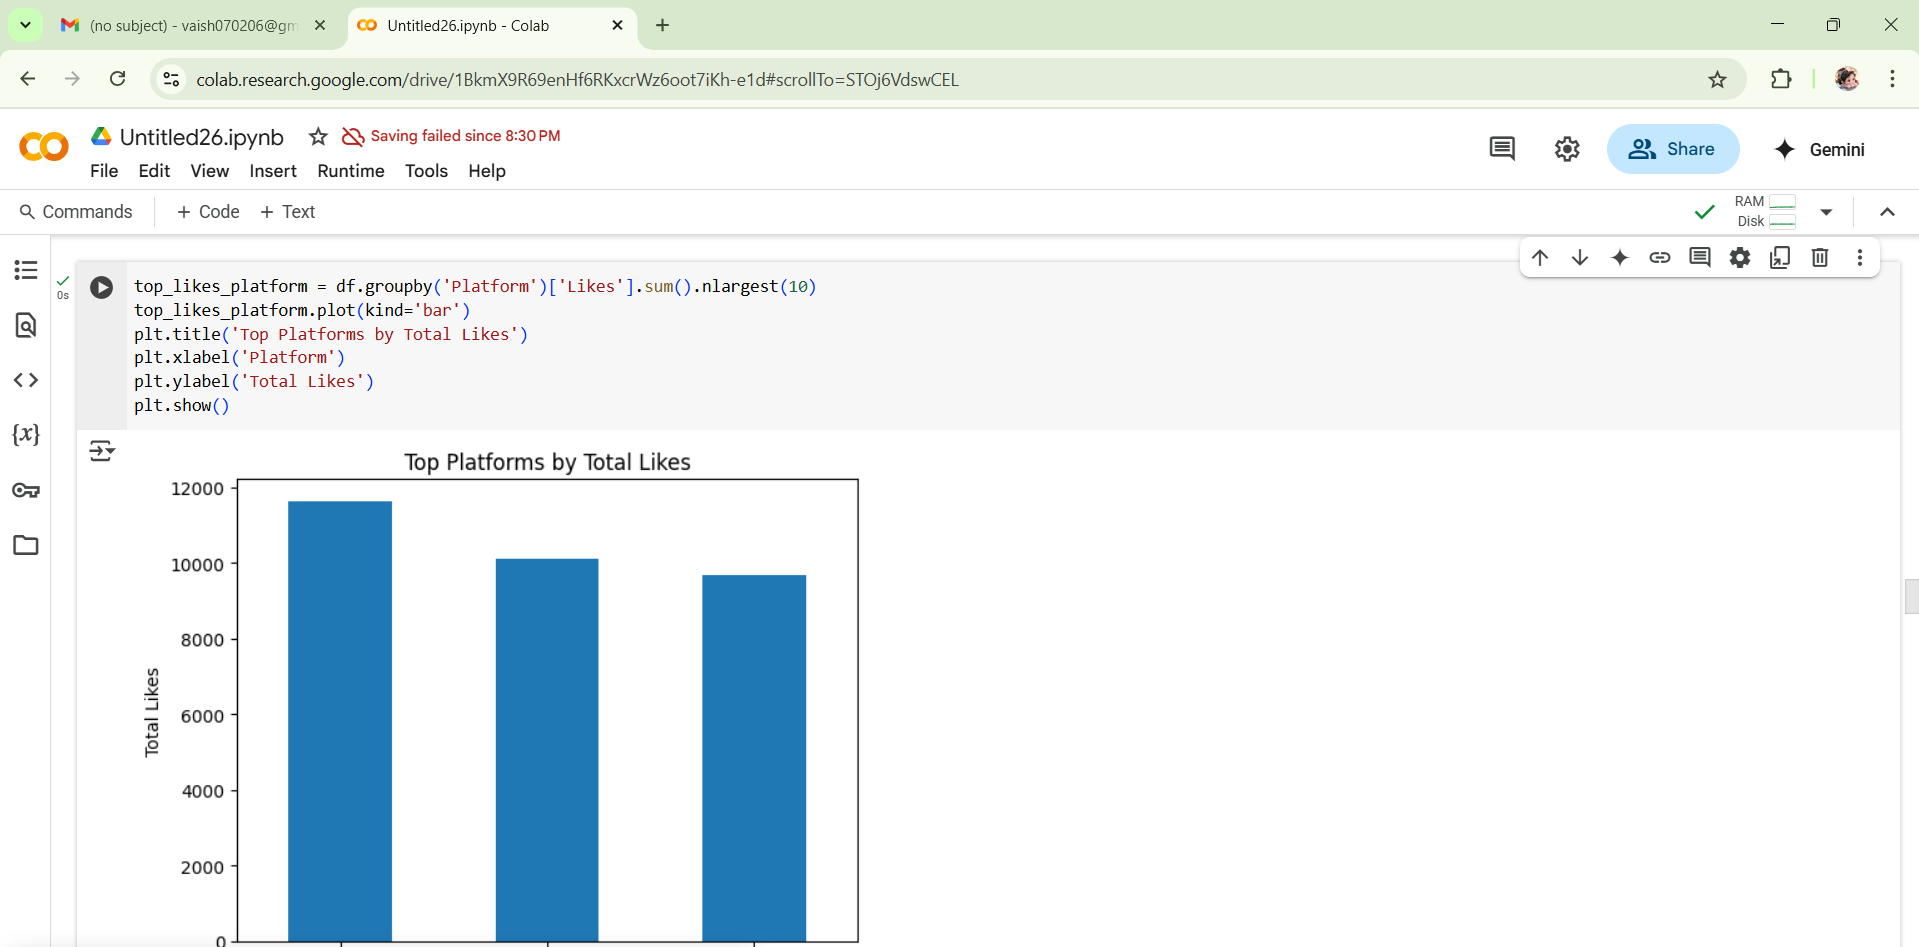 (no subject) - vaish070206@gm
Untitled26.ipynb - Colab
colab.research.google.com/drive/1BkmX9R69enHf6RKxcrWz6oot7iKh-e1d#scrollTo=STOj6VdswCEL
Untitled26.ipynb
Saving failed since 8:30 PM
File Edit View Insert Runtime Tools Help
Share
Gemini
Commands + Code + Text
RAM
Disk
0s
top_likes_platform = df.groupby('Platform')['Likes'].sum().nlargest(10)
top_likes_platform.plot(kind='bar')
plt.title('Top Platforms by Total Likes')
plt.xlabel('Platform')
plt.ylabel('Total Likes')
plt.show()
Top Platforms by Total Likes
12000
10000
8000
6000
4000
2000
0
Total Likes